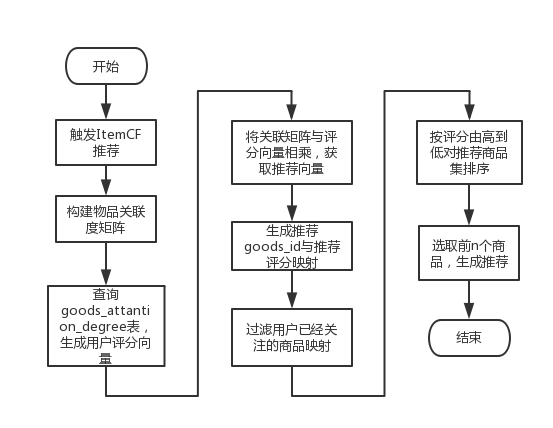 开始
触发ItemCF
推荐
构建物品关联
度矩阵
查询
goods_attanti
on_degree表，
生成用户评分向
量
将关联矩阵与评
分向量相乘，获
取推荐向量
生成推荐
goods_id与推荐
评分映射
过滤用户已经关
注的商品映射
按评分由高到
低对推荐商品
集排序
选取前n个商
品，生成推荐
结束